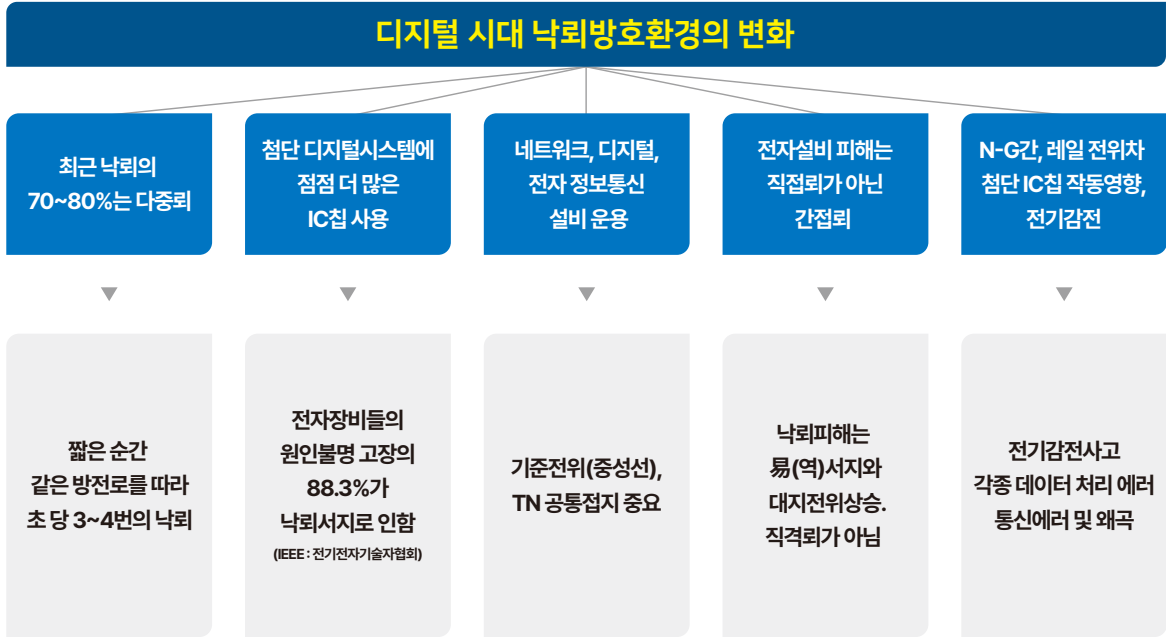 디지털 시대 낙뢰방호환경의 변화
최근 낙뢰의
70~80%는 다중뢰
첨단 디지털시스템에
점점 더 많은
IC칩 사용
네트워크, 디지털,
전자 정보통신
설비 운용
전자설비 피해는
직접뢰가 아닌
간접뢰
N-G간, 레일 전위차
첨단 IC칩 작동영향,
전기감전
짧은 순간
같은 방전로를 따라
초 당 3~4번의 낙뢰
전자장비들의
원인불명 고장의
88.3%가
낙뢰서지로 인함
(IEEE : 전기전자기술자협회)
기준전위(중성선),
TN 공통접지 중요
낙뢰피해는
易(역)서지와
대지전위상승.
직격뢰가 아님
전기감전사고
각종 데이터 처리 에러
통신에러 및 왜곡